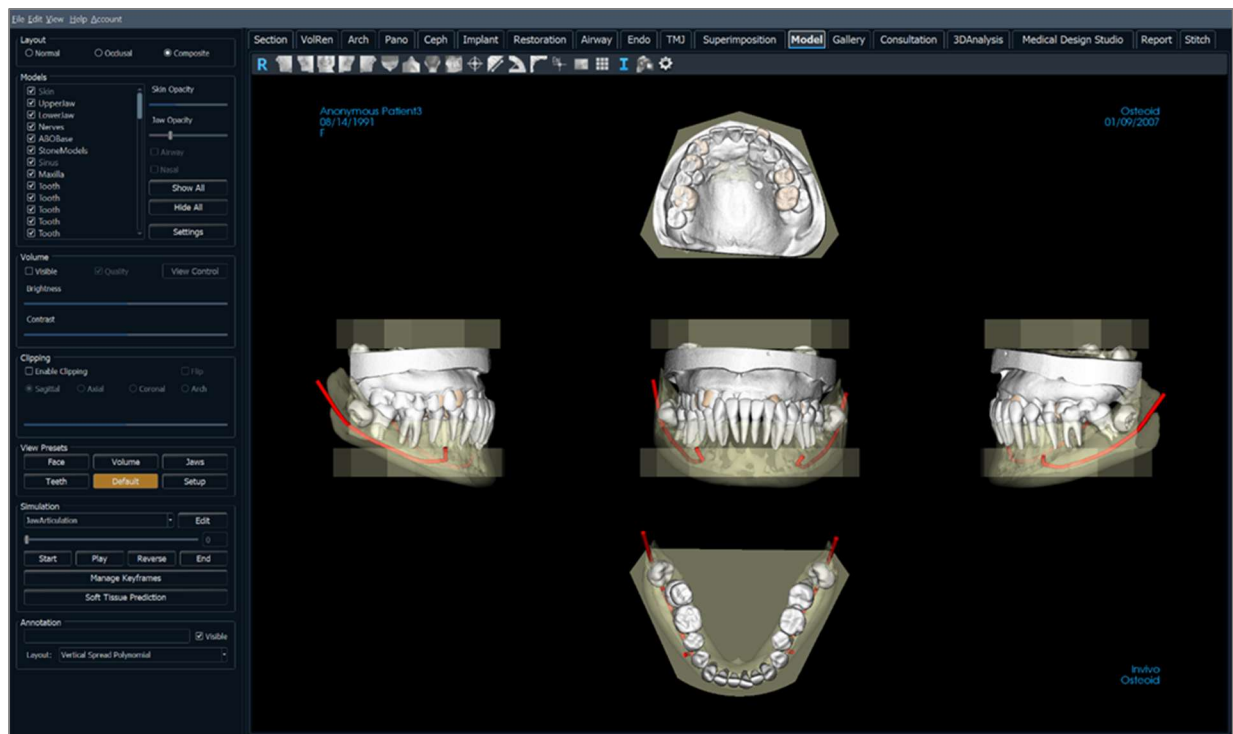 File Edit View Help Account
Layout
Normal Occlusal Composite
Models
Skin
UpperJaw
LowerJaw
Nerves
ABOBase
StoneModels
Sinus
Maxilla
Tooth
Tooth
Tooth
Tooth
Tooth
Skin Opacity
Jaw Opacity
Airway
Nasal
Show All
Hide All
Settings
Volume
Visible Quality View Control
Brightness
Contrast
Clipping
Enable Clipping Flip
Sagittal Axial Coronal Arch
View Presets
Face Volume Jaws
Teeth Default Setup
Simulation
JawArticulation Edit
0
Start Play Reverse End
Manage Keyframes
Soft Tissue Prediction
Annotation
Visible
Layout: Vertical Spread Polynomial
Section VolRen Arch Pano Ceph Implant Restoration Airway Endo TMJ Superimposition Model Gallery Consultation 3DAnalysis Medical Design Studio Report Stitch
R I
Anonymous Patient3
08/14/1991
F
Osteoid
01/09/2007
Invivo
Osteoid